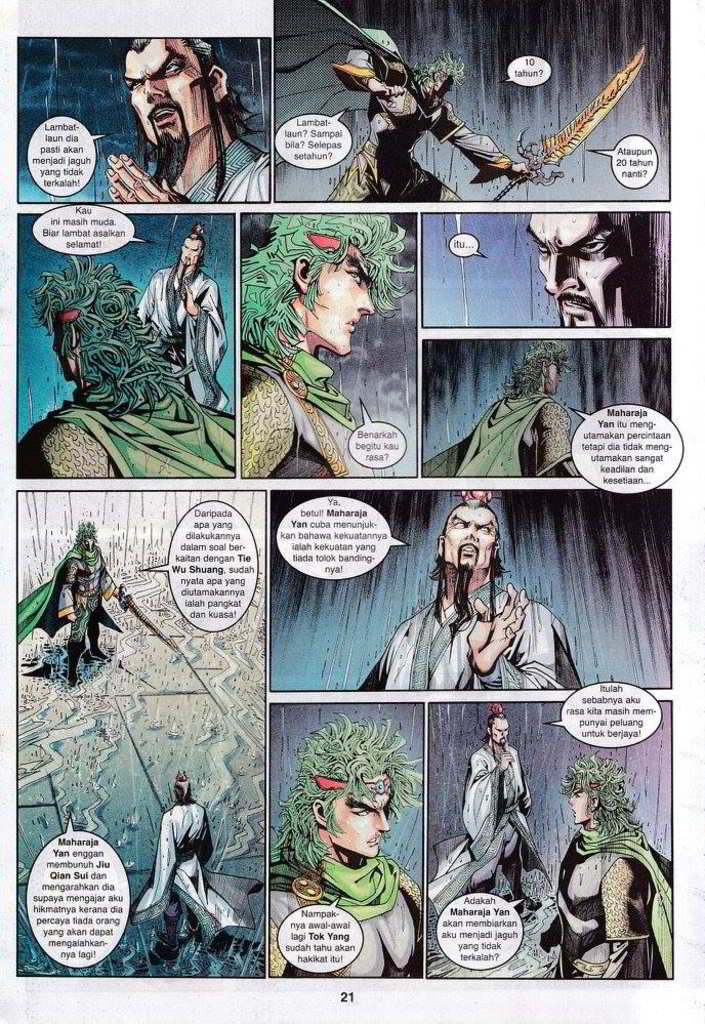 Lambat-
laun dia
pasti akan
menjadi jaguh
yang tidak
terkalah!
Lambat-
laun? Sampai
bila? Selepas
setahun?
10
tahun?
Ataupun
20 tahun
nanti?
Kau
ini masih muda.
Biar lambat asalkan
selamat!
Benarkah
begitu kau
rasa?
itu...
Maharaja
Yan itu meng-
utamakan percintaan
tetapi dia tidak meng-
utamakan sangat
keadilan dan
kesetiaan...
Daripada
apa yang
dilakukannya
dalam soal ber-
kaitan dengan Tie
Wu Shuang, sudah
nyata apa yang
diutamakannya
ialah pangkat
dan kuasa!
Maharaja
Yan enggan
membunuh Jiu
Qian Sui dan
mengarahkan dia
supaya mengajar aku
hikmatnya kerana dia
percaya tiada orang
yang akan dapat
mengalahkan-
nya lagi!
Ya,
betul! Maharaja
Yan cuba menunjuk-
kan bahawa kekuatannya
ialah kekuatan yang
tiada tolok banding-
nya!
Nampak-
nya awal-awal
lagi Tok Yang
sudah tahu akan
hakikat itu!
Itulah
sebabnya aku
rasa kita masih mem-
punyai peluang
untuk berjaya!
Adakah
Maharaja Yan
akan membiarkan
aku menjadi jaguh
yang tidak
terkalah?
21